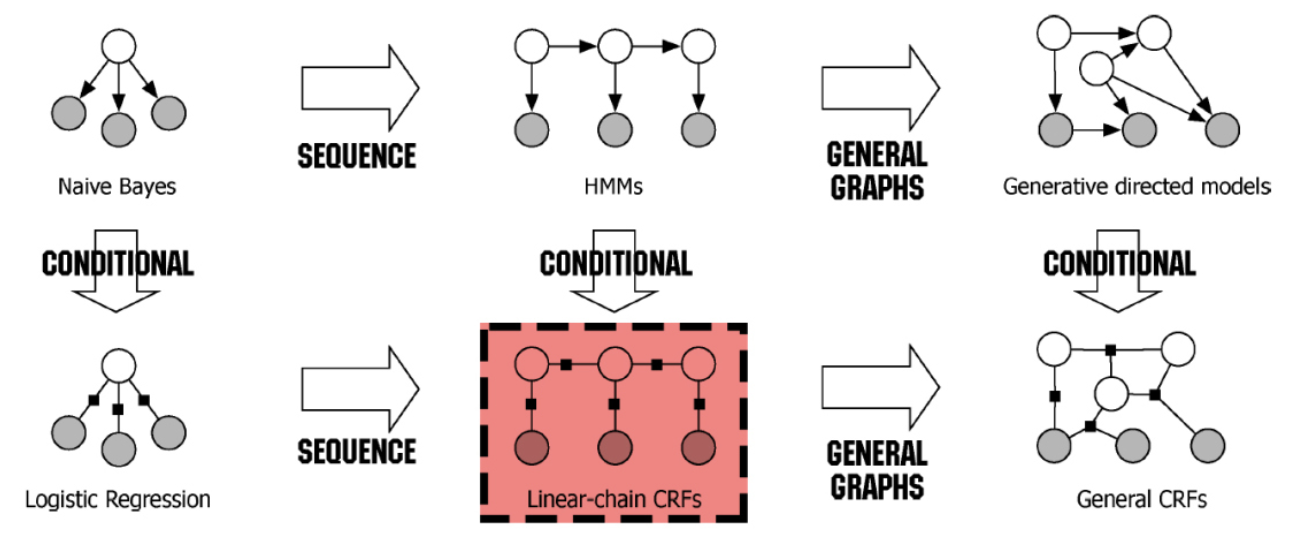 SEQUENCE
GENERAL
GRAPHS
Naive Bayes
HMMs
Generative directed models
CONDITIONAL
CONDITIONAL
CONDITIONAL
SEQUENCE
GENERAL
GRAPHS
Logistic Regression
Linear-chain CRFs
General CRFs